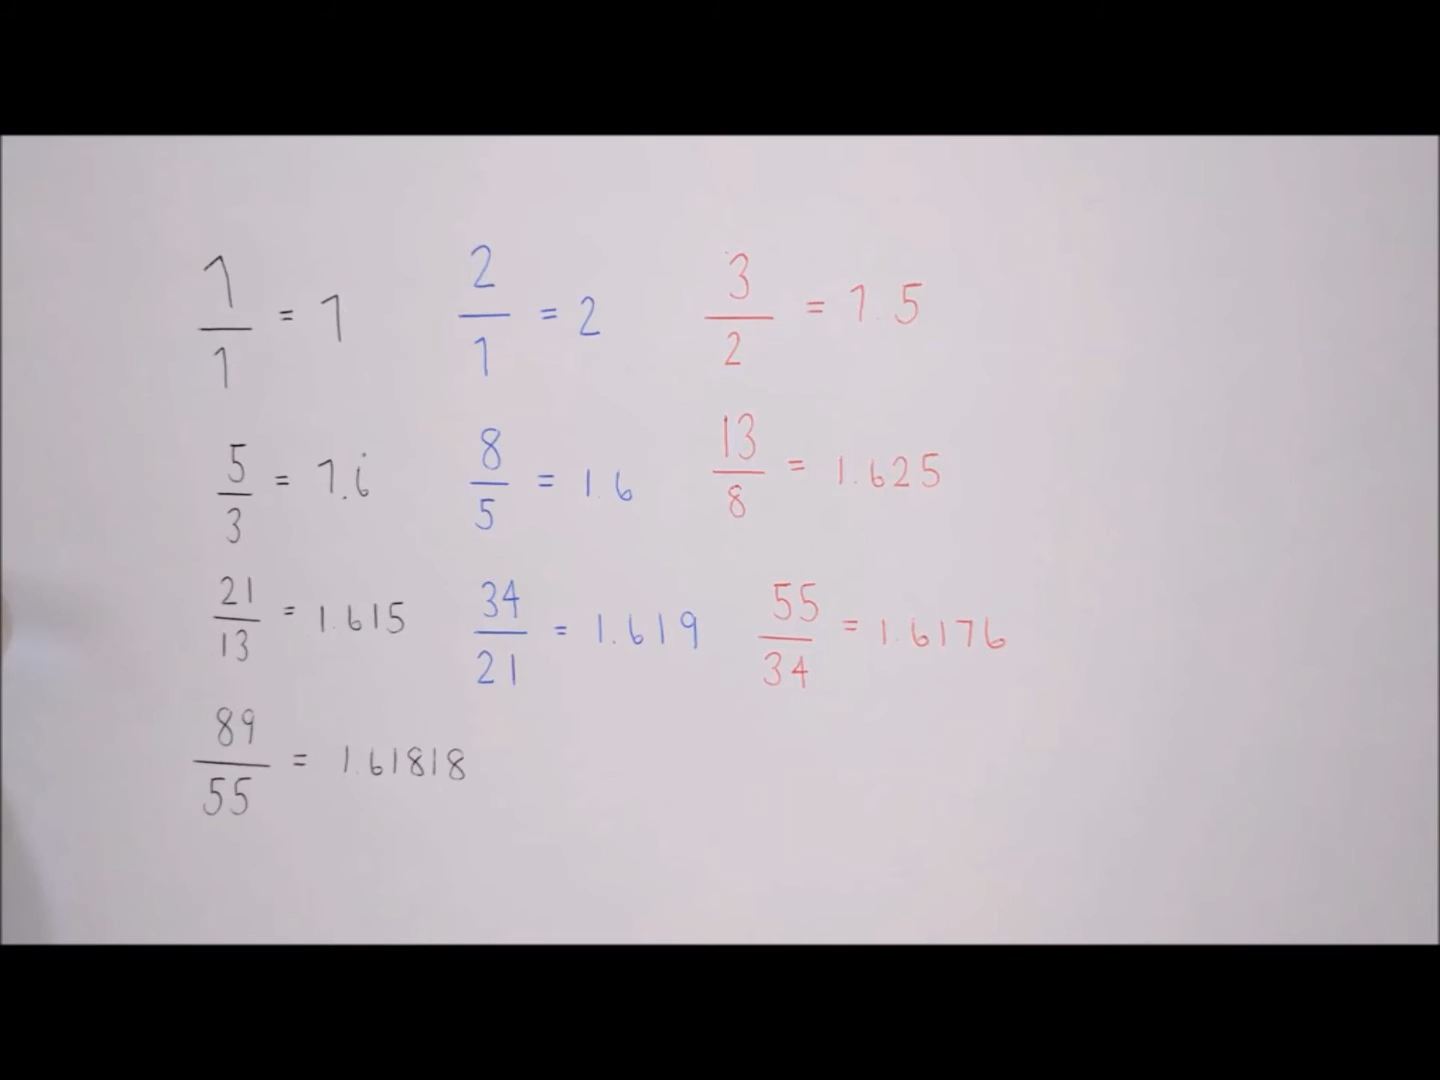 1/1 = 1 2/1 = 2 3/2 = 1.5
5/3 = 1.6̇ 8/5 = 1.6 13/8 = 1.625
21/13 = 1.615 34/21 = 1.619 55/34 = 1.6176
89/55 = 1.61818